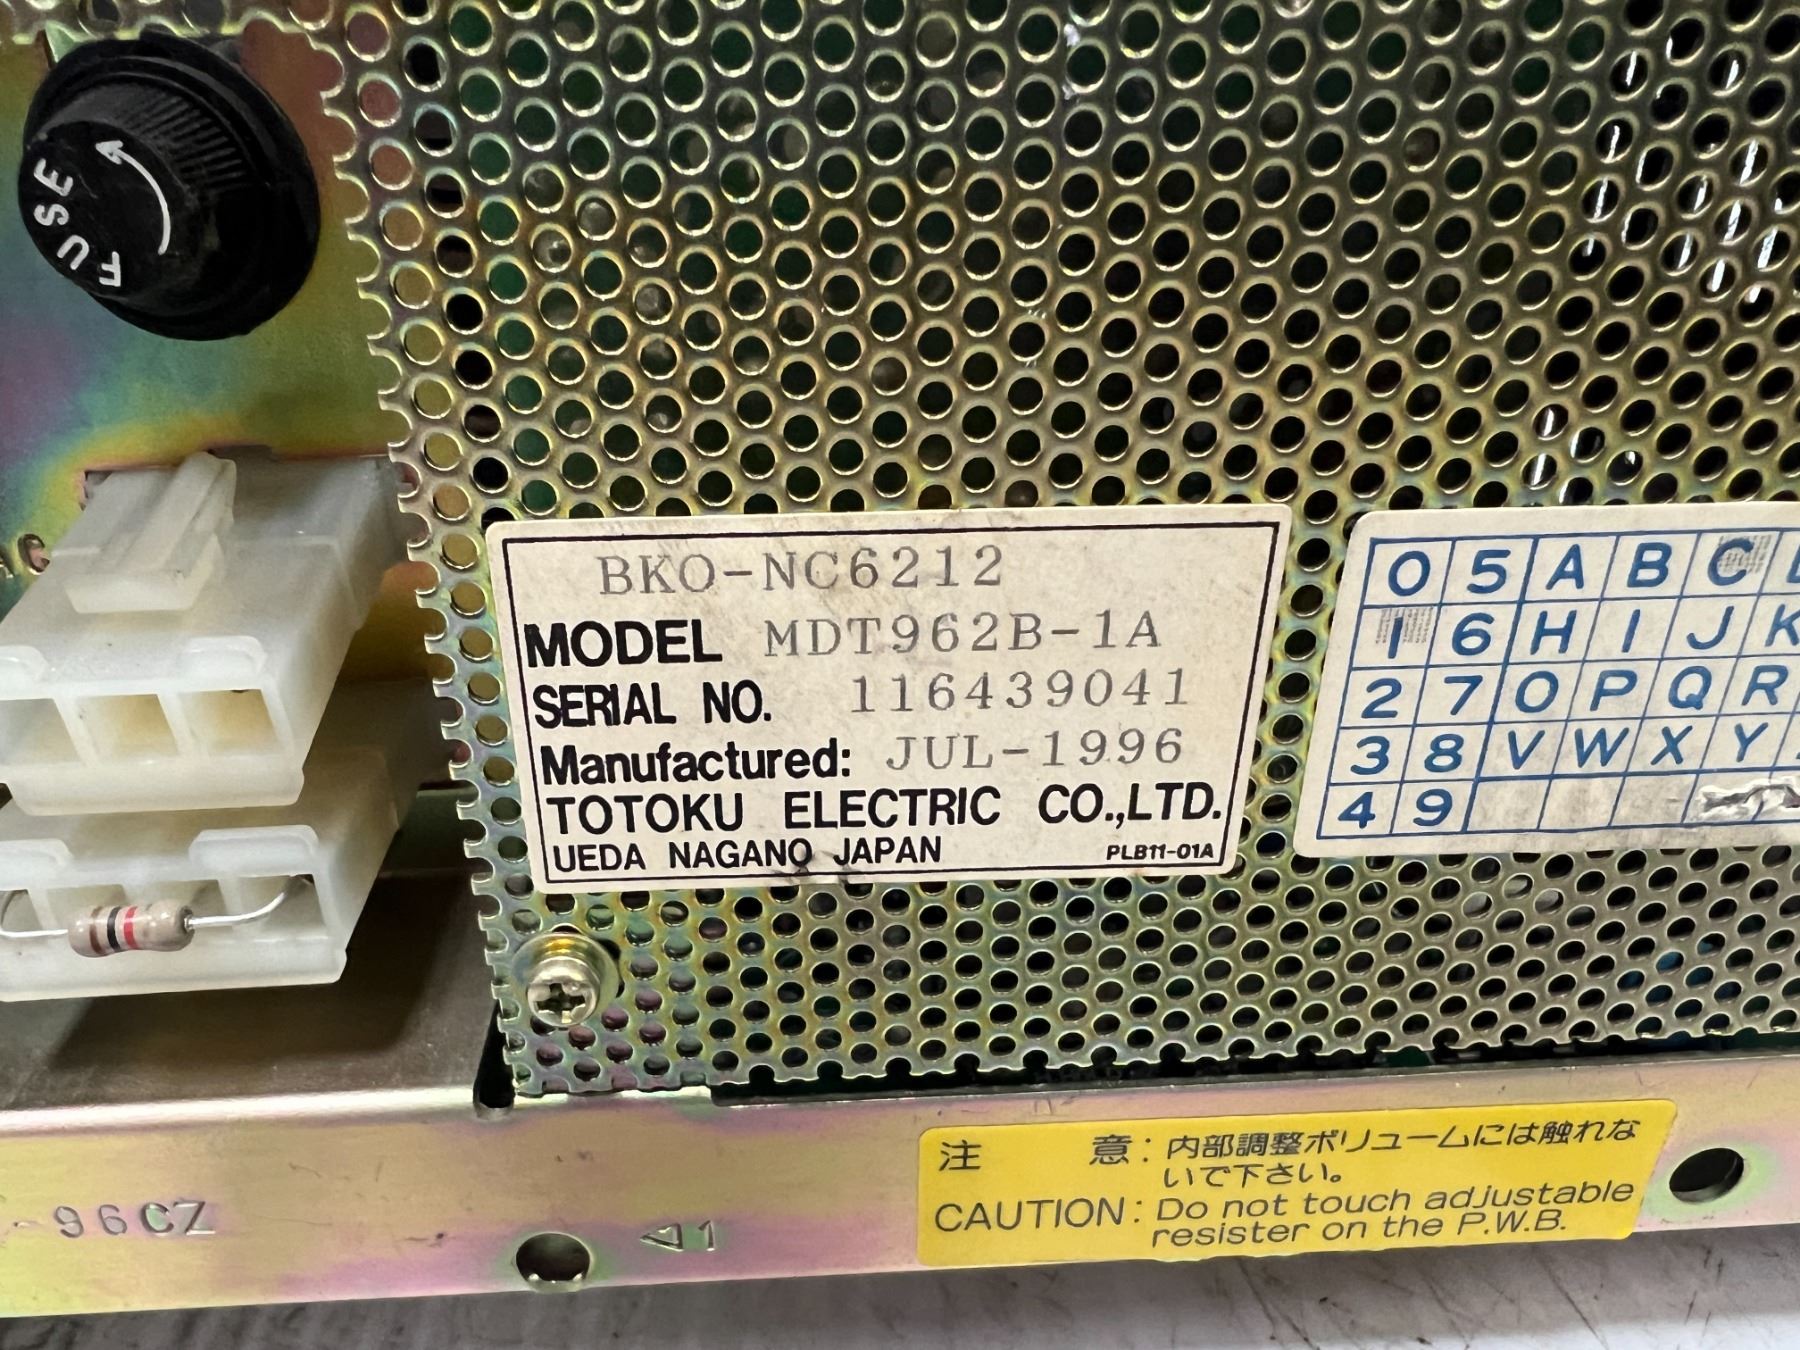 FUSE
BKO-NC6212
MODEL MDT962B-1A
SERIAL NO. 116439041
Manufactured: JUL-1996
TOTOKU ELECTRIC CO.,LTD.
UEDA NAGANO JAPAN PLB11-01A
0 5 A B C
1 6 H I J K
2 7 O P Q R
3 8 V W X Y
4 9
-96CZ
◁1
注 意：内部調整ボリュームには触れな
いで下さい。
CAUTION: Do not touch adjustable
resister on the P.W.B.